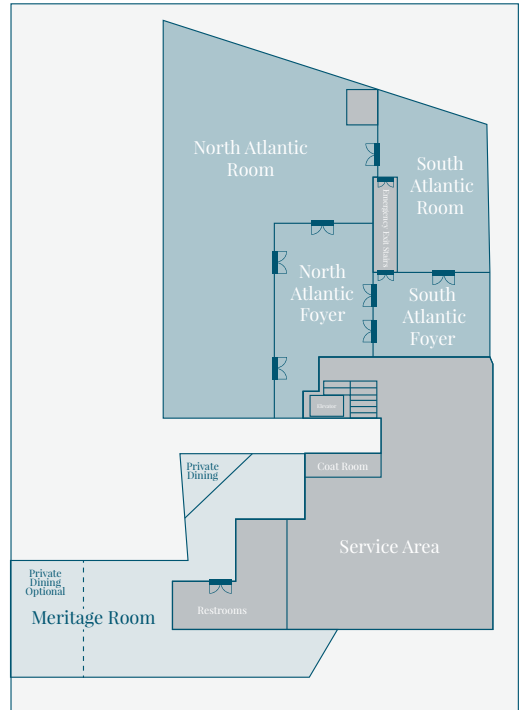 North Atlantic
Room
South
Atlantic
Room
Emergency Exit Stairs
North
Atlantic
Foyer
South
Atlantic
Foyer
Elevator
Coat Room
Private
Dining
Service Area
Private
Dining
Optional
Meritage Room
Restrooms